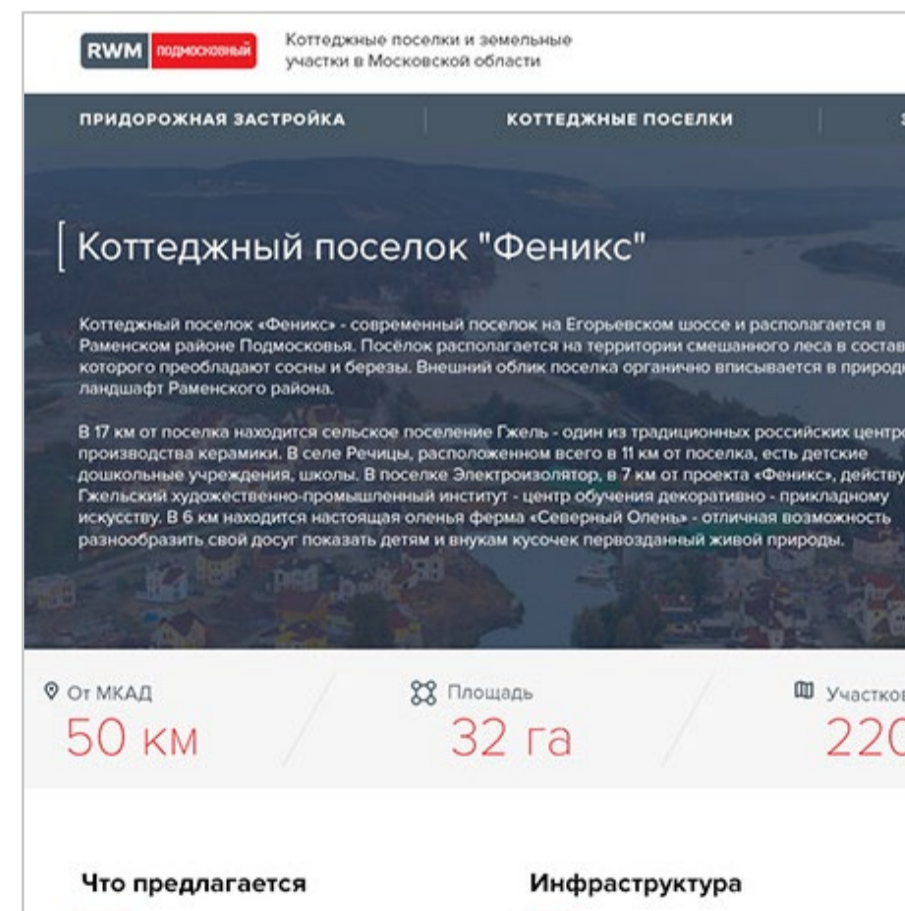 RWM ПОДМОСКОВНЫЙ
Коттеджные поселки и земельные
участки в Московской области
ПРИДОРОЖНАЯ ЗАСТРОЙКА КОТТЕДЖНЫЕ ПОСЕЛКИ
Коттеджный поселок "Феникс"
Коттеджный поселок «Феникс» - современный поселок на Егорьевском шоссе и располагается в
Раменском районе Подмосковья. Посёлок располагается на территории смешанного леса в состав
которого преобладают сосны и березы. Внешний облик поселка органично вписывается в природн
ландшафт Раменского района.
В 17 км от поселка находится сельское поселение Гжель - один из традиционных российских центро
производства керамики. В селе Речицы, расположенном всего в 11 км от поселка, есть детские
дошкольные учреждения, школы. В поселке Электроизолятор, в 7 км от проекта «Феникс», действу
Гжельский художественно-промышленный институт - центр обучения декоративно - прикладному
искусству. В 6 км находится настоящая оленья ферма «Северный Олень» - отличная возможность
разнообразить свой досуг показать детям и внукам кусочек первозданный живой природы.
От МКАД Площадь Участков
50 км 32 га 220
Что предлагается Инфраструктура